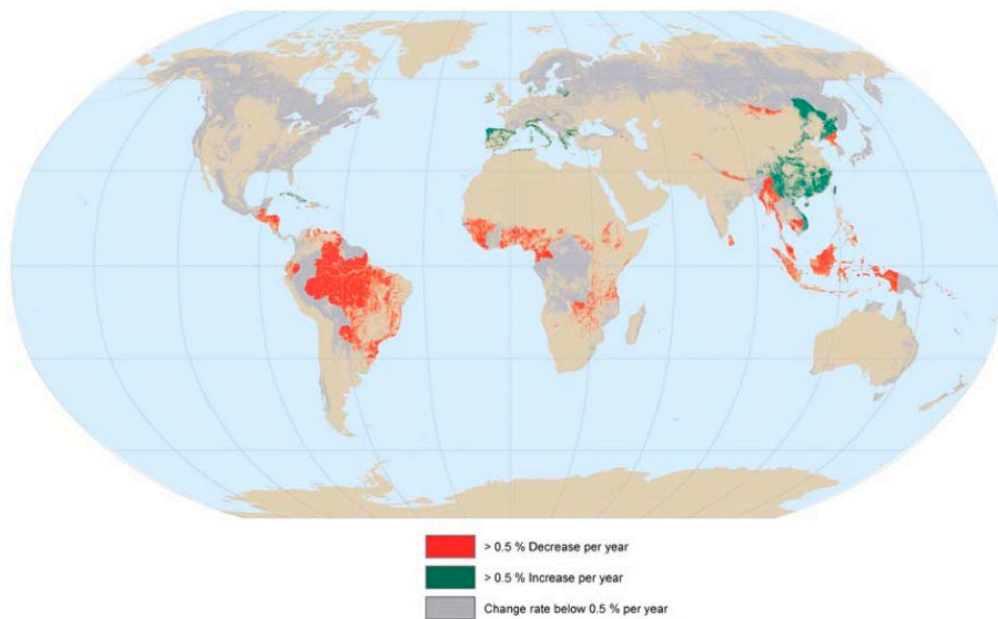 > 0.5 % Decrease per year
> 0.5 % Increase per year
Change rate below 0.5 % per year